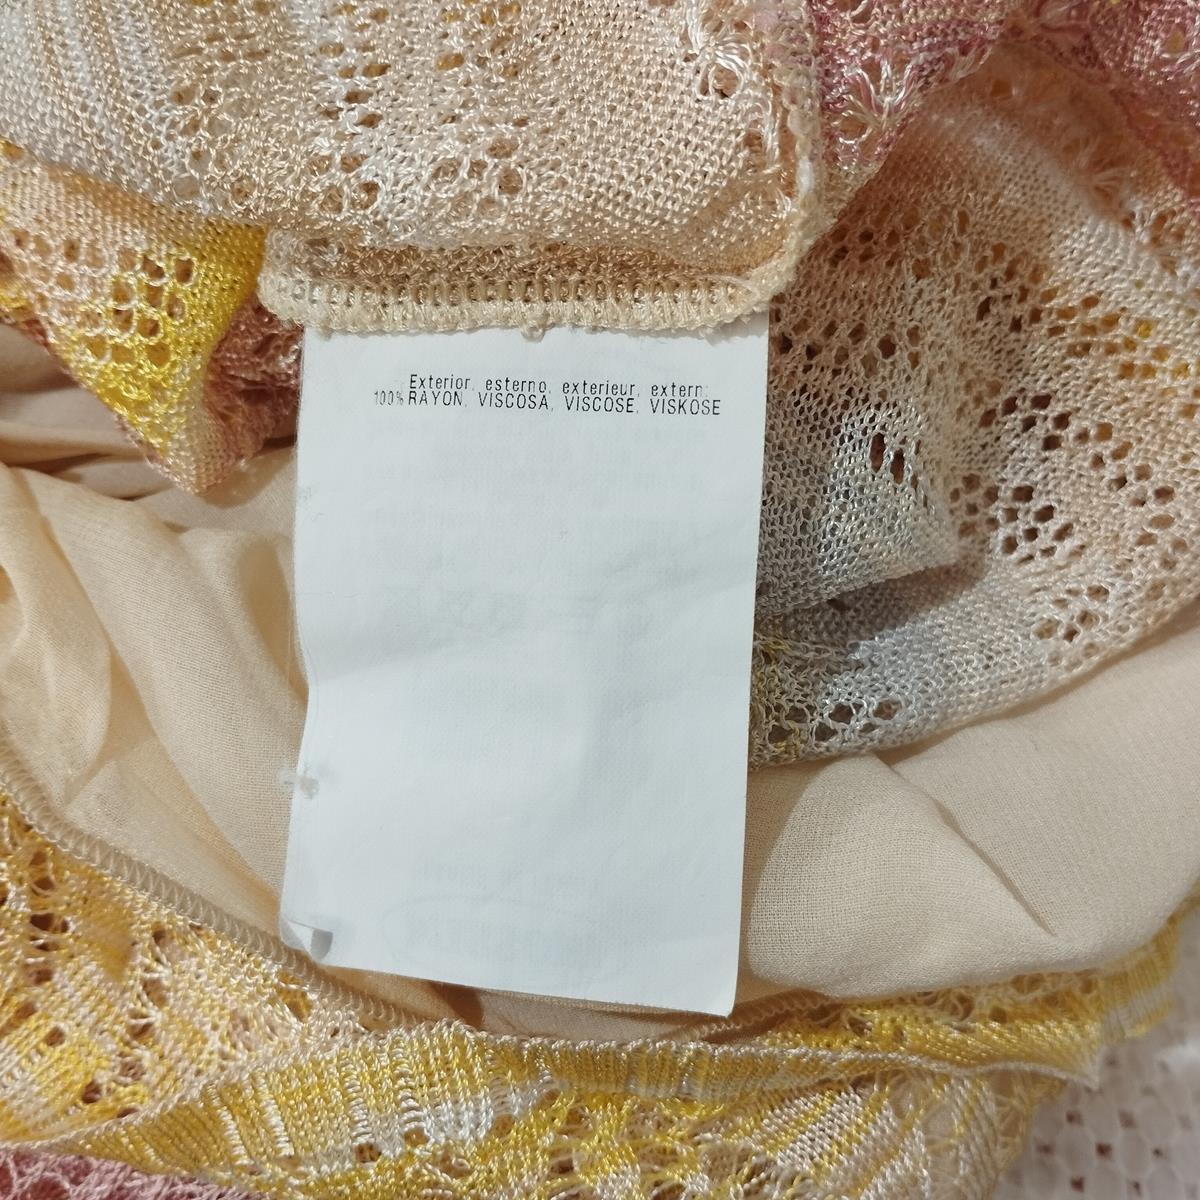 Exterior, esterno, exterieur, extern:
100% RAYON, VISCOSA, VISCOSE, VISKOSE